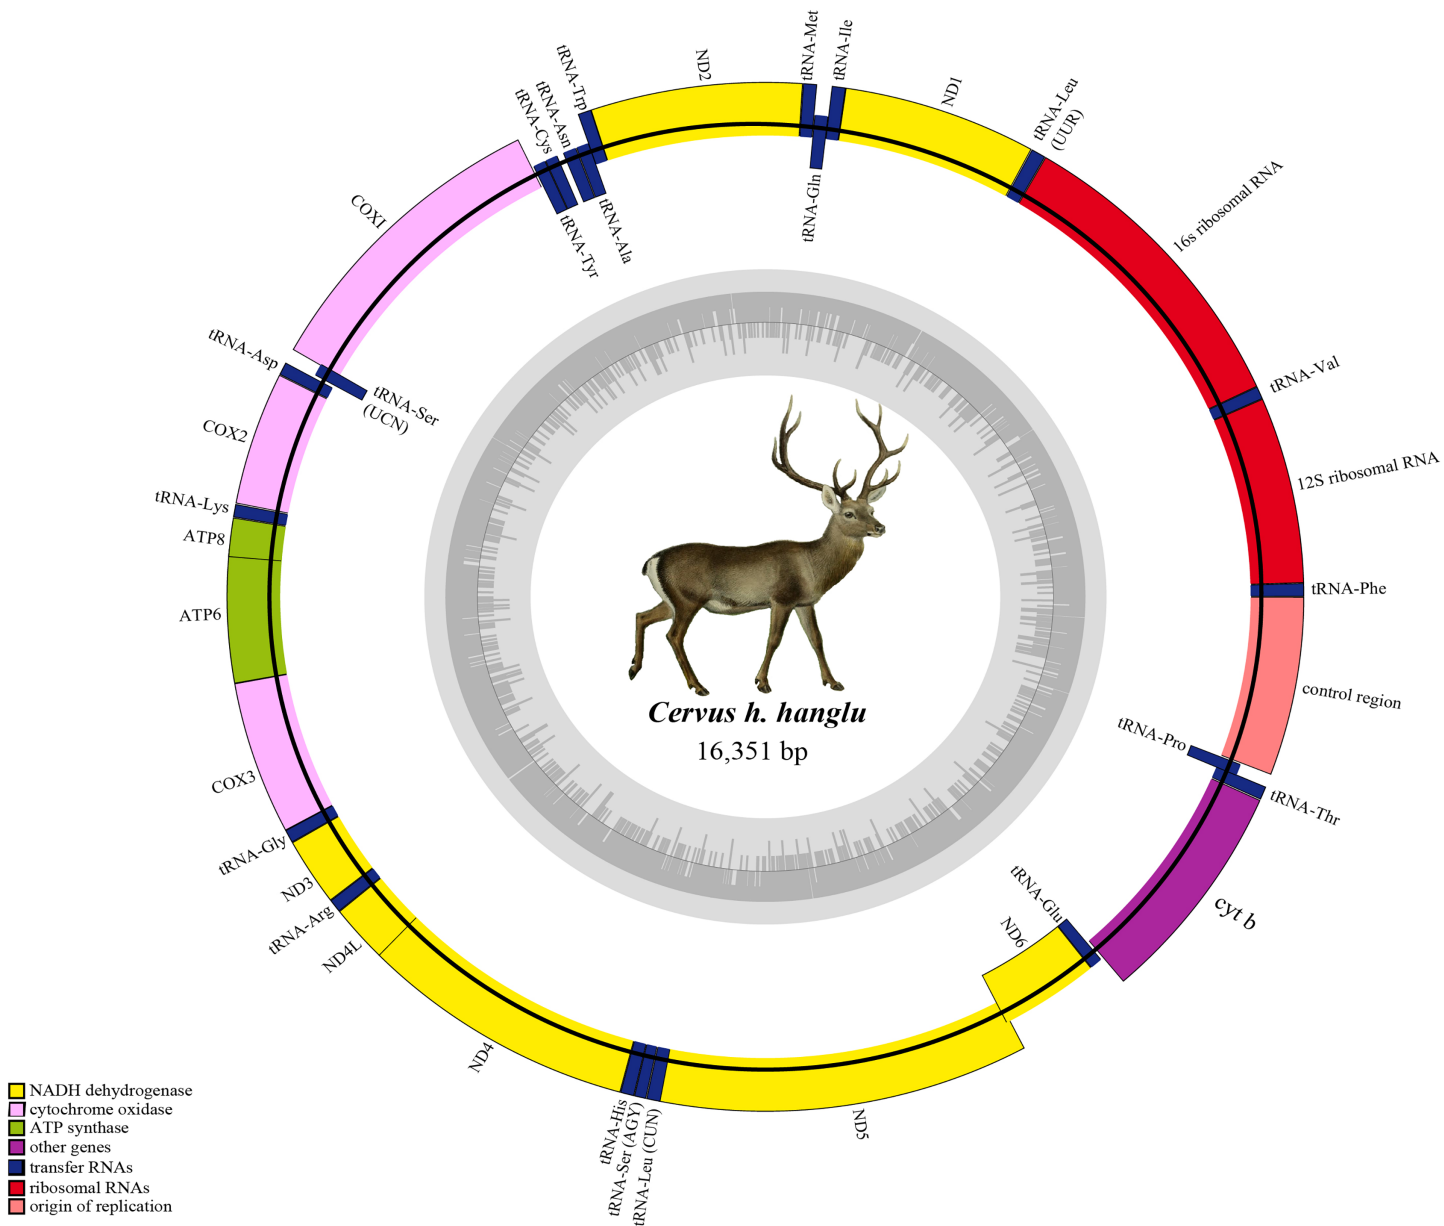 tRNA-Met
tRNA-Ile
ND1
tRNA-Leu
(UUR)
16s ribosomal RNA
tRNA-Val
12S ribosomal RNA
tRNA-Phe
control region
tRNA-Pro
tRNA-Thr
cyt b
tRNA-Glu
ND6
ND5
tRNA-Leu (CUN)
tRNA-Ser (AGY)
tRNA-His
ND4
ND4L
tRNA-Arg
ND3
tRNA-Gly
COX3
ATP6
ATP8
tRNA-Lys
COX2
tRNA-Asp
tRNA-Ser
(UCN)
COX1
tRNA-Cys
tRNA-Asn
tRNA-Tyr
tRNA-Ala
tRNA-Trp
ND2
tRNA-Gln
Cervus h. hanglu
16,351 bp
NADH dehydrogenase
cytochrome oxidase
ATP synthase
other genes
transfer RNAs
ribosomal RNAs
origin of replication